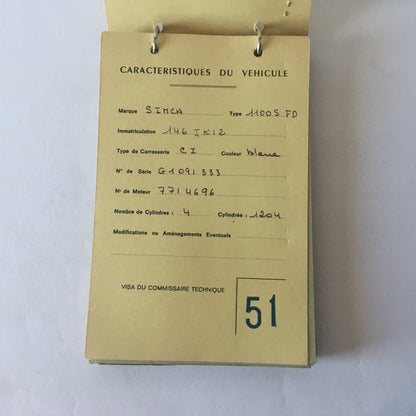 CARACTERISTIQUES DU VEHICULE
Marque SIMCA Type 1100S FD
Immatriculation 146 JK12
Type de Carrosserie CI Couleur bleue
N° de Série G1091333
N° de Moteur 7714696
Nombre de Cylindres : 4 Cylindrée : 1204
Modifications ou Aménagements Eventuels
VISA DU COMMISSAIRE TECHNIQUE
51